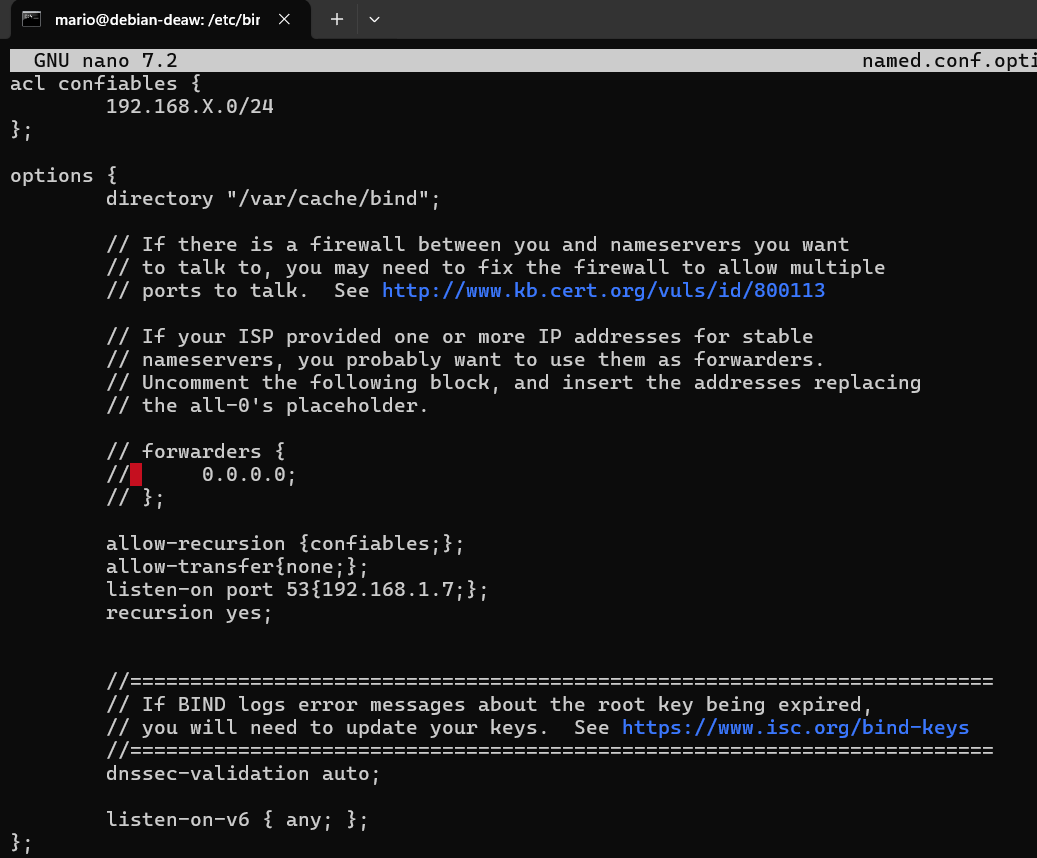 mario@debian-deaw: /etc/bin
GNU nano 7.2 named.conf.opti
acl confiables {
192.168.X.0/24
};
options {
directory "/var/cache/bind";
// If there is a firewall between you and nameservers you want
// to talk to, you may need to fix the firewall to allow multiple
// ports to talk.  See http://www.kb.cert.org/vuls/id/800113
// If your ISP provided one or more IP addresses for stable
// nameservers, you probably want to use them as forwarders.
// Uncomment the following block, and insert the addresses replacing
// the all-0's placeholder.
// forwarders {
//      0.0.0.0;
// };
allow-recursion {confiables;};
allow-transfer{none;};
listen-on port 53{192.168.1.7;};
recursion yes;
//========================================================================
// If BIND logs error messages about the root key being expired,
// you will need to update your keys.  See https://www.isc.org/bind-keys
//========================================================================
dnssec-validation auto;
listen-on-v6 { any; };
};